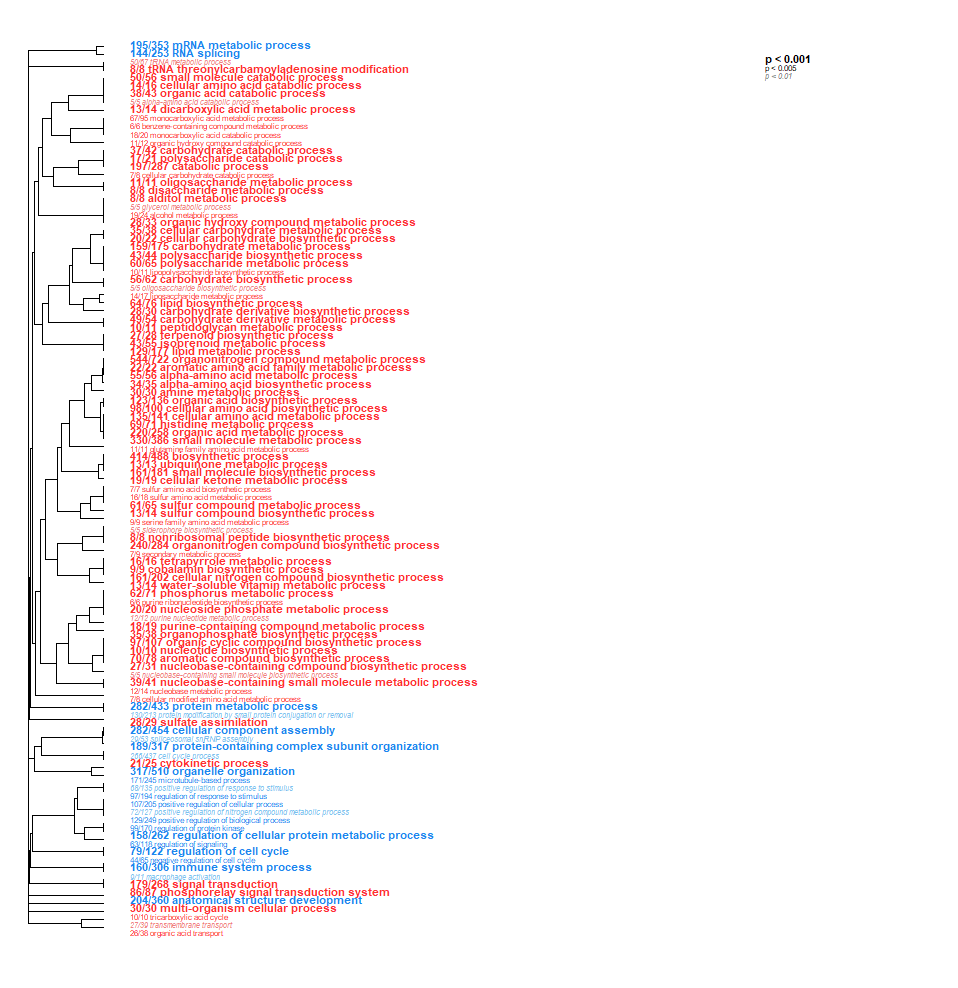 195/353 mRNA metabolic process
144/253 RNA splicing
50/67 tRNA metabolic process
8/8 tRNA threonylcarbamoyladenosine modification
50/56 small molecule catabolic process
14/16 cellular amino acid catabolic process
38/43 organic acid catabolic process
5/5 alpha-amino acid catabolic process
13/14 dicarboxylic acid metabolic process
67/95 monocarboxylic acid metabolic process
6/6 benzene-containing compound metabolic process
18/20 monocarboxylic acid catabolic process
11/12 organic hydroxy compound catabolic process
37/42 carbohydrate catabolic process
17/21 polysaccharide catabolic process
197/287 catabolic process
7/8 cellular carbohydrate catabolic process
11/11 oligosaccharide metabolic process
8/8 disaccharide metabolic process
8/8 alditol metabolic process
5/5 glycerol metabolic process
19/24 alcohol metabolic process
28/33 organic hydroxy compound metabolic process
35/38 cellular carbohydrate metabolic process
20/22 cellular carbohydrate biosynthetic process
159/175 carbohydrate metabolic process
43/44 polysaccharide biosynthetic process
60/65 polysaccharide metabolic process
10/11 lipopolysaccharide biosynthetic process
56/62 carbohydrate biosynthetic process
5/5 oligosaccharide biosynthetic process
14/17 liposaccharide metabolic process
64/76 lipid biosynthetic process
28/30 carbohydrate derivative biosynthetic process
49/54 carbohydrate derivative metabolic process
10/11 peptidoglycan metabolic process
27/28 terpenoid biosynthetic process
43/55 isoprenoid metabolic process
129/177 lipid metabolic process
544/722 organonitrogen compound metabolic process
22/22 aromatic amino acid family metabolic process
55/56 alpha-amino acid metabolic process
34/35 alpha-amino acid biosynthetic process
30/30 amine metabolic process
123/136 organic acid biosynthetic process
98/100 cellular amino acid biosynthetic process
135/141 cellular amino acid metabolic process
69/71 histidine metabolic process
220/258 organic acid metabolic process
330/386 small molecule metabolic process
11/11 glutamine family amino acid metabolic process
414/488 biosynthetic process
13/13 ubiquinone metabolic process
161/181 small molecule biosynthetic process
19/19 cellular ketone metabolic process
7/7 sulfur amino acid biosynthetic process
16/18 sulfur amino acid metabolic process
61/65 sulfur compound metabolic process
13/14 sulfur compound biosynthetic process
9/9 serine family amino acid metabolic process
5/5 siderophore biosynthetic process
8/8 nonribosomal peptide biosynthetic process
240/284 organonitrogen compound biosynthetic process
7/9 secondary metabolic process
16/16 tetrapyrrole metabolic process
9/9 cobalamin biosynthetic process
161/202 cellular nitrogen compound biosynthetic process
13/14 water-soluble vitamin metabolic process
62/71 phosphorus metabolic process
6/6 purine ribonucleotide biosynthetic process
20/20 nucleoside phosphate metabolic process
12/12 purine nucleotide metabolic process
18/19 purine-containing compound metabolic process
35/38 organophosphate biosynthetic process
97/107 organic cyclic compound biosynthetic process
10/10 nucleotide biosynthetic process
70/78 aromatic compound biosynthetic process
27/31 nucleobase-containing compound biosynthetic process
5/5 nucleobase-containing small molecule biosynthetic process
39/41 nucleobase-containing small molecule metabolic process
12/14 nucleobase metabolic process
7/8 cellular modified amino acid metabolic process
282/433 protein metabolic process
130/213 protein modification by small protein conjugation or removal
28/29 sulfate assimilation
282/454 cellular component assembly
39/53 spliceosomal snRNP assembly
189/317 protein-containing complex subunit organization
266/437 cell cycle process
21/25 cytokinetic process
317/510 organelle organization
171/245 microtubule-based process
68/135 positive regulation of response to stimulus
97/194 regulation of response to stimulus
107/205 positive regulation of cellular process
72/127 positive regulation of nitrogen compound metabolic process
129/249 positive regulation of biological process
99/170 regulation of protein kinase
158/262 regulation of cellular protein metabolic process
63/118 regulation of signaling
79/122 regulation of cell cycle
44/65 negative regulation of cell cycle
160/306 immune system process
9/11 macrophage activation
179/268 signal transduction
86/87 phosphorelay signal transduction system
204/360 anatomical structure development
30/30 multi-organism cellular process
10/10 tricarboxylic acid cycle
27/39 transmembrane transport
26/38 organic acid transport
p < 0.001
p < 0.005
p < 0.01